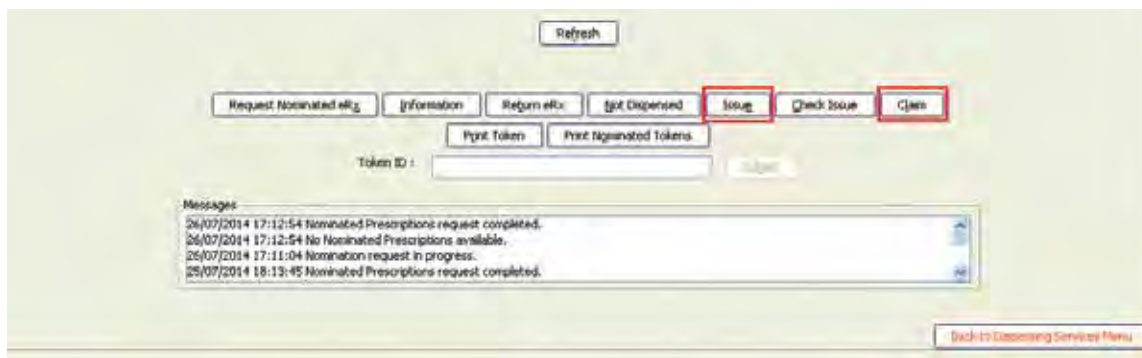 Refresh
Request Nominated eRx Information Return eRx Not Dispensed Issue Check Issue Claim
Print Token Print Nominated Tokens
Token ID :
Messages
26/07/2014 17:12:54 Nominated Prescriptions request completed.
26/07/2014 17:12:54 No Nominated Prescriptions available.
26/07/2014 17:11:04 Nomination request in progress.
25/07/2014 18:13:45 Nominated Prescriptions request completed.
Back to Dispensing Services Menu